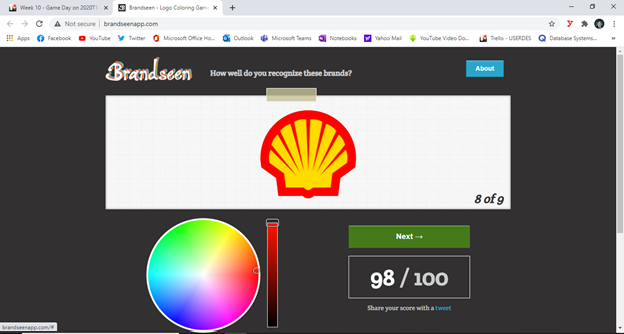 Week 10 - Game Day on 2020T1
Brandseen › Logo Coloring Gam
Not secure | brandseenapp.com
Apps Facebook YouTube Twitter Microsoft Office Ho... Outlook Microsoft Teams Notebooks Yahoo Mail YouTube Video Do... Trello - USERDES Database Systems...
Brandseen
How well do you recognize these brands?
About
8 of 9
Next →
98 / 100
Share your score with a tweet
brandseenapp.com/#